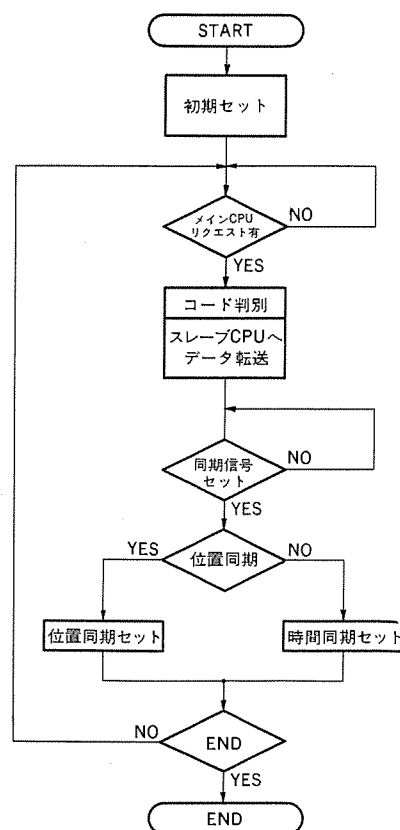 START
初期セット
メインCPU
リクエスト有
NO
YES
コード判別
スレーブCPUへ
データ転送
同期信号
セット
NO
YES
YES
位置同期
NO
位置同期セット
時間同期セット
NO
END
YES
END